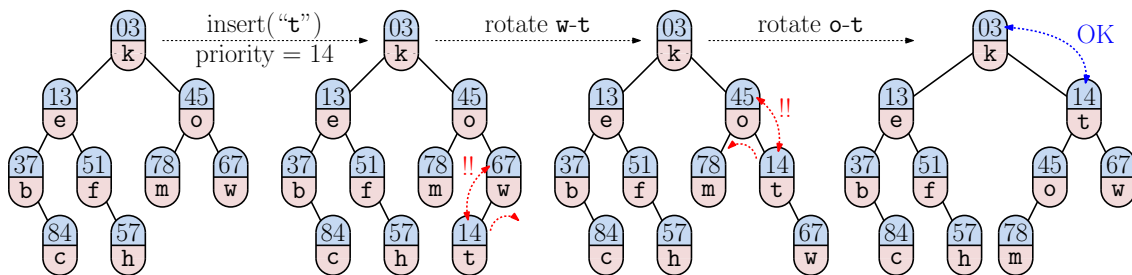 03 insert(“t”) 03 rotate w-t 03 rotate o-t 03 OK
k priority = 14 k k k
13 45 13 45 13 45 !! 13 14
e o e o e o e t
37 51 78 67 37 51 78 !! 67 37 51 78 14 37 51 45 67
b f m w b f m w b f m t b f o w
84 57 84 57 14 84 57 67 84 57 78
c h c h t c h w c h m